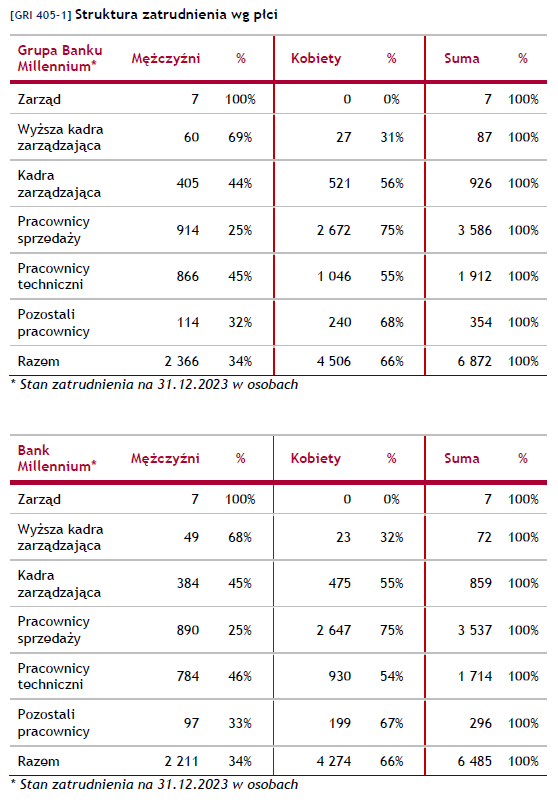 [GRI 405-1] Struktura zatrudnienia wg płci
Grupa Banku Millennium* Mężczyźni % Kobiety % Suma %
Zarząd 7 100% 0 0% 7 100%
Wyższa kadra zarządzająca 60 69% 27 31% 87 100%
Kadra zarządzająca 405 44% 521 56% 926 100%
Pracownicy sprzedaży 914 25% 2 672 75% 3 586 100%
Pracownicy techniczni 866 45% 1 046 55% 1 912 100%
Pozostali pracownicy 114 32% 240 68% 354 100%
Razem 2 366 34% 4 506 66% 6 872 100%
* Stan zatrudnienia na 31.12.2023 w osobach
Bank Millennium* Mężczyźni % Kobiety % Suma %
Zarząd 7 100% 0 0% 7 100%
Wyższa kadra zarządzająca 49 68% 23 32% 72 100%
Kadra zarządzająca 384 45% 475 55% 859 100%
Pracownicy sprzedaży 890 25% 2 647 75% 3 537 100%
Pracownicy techniczni 784 46% 930 54% 1 714 100%
Pozostali pracownicy 97 33% 199 67% 296 100%
Razem 2 211 34% 4 274 66% 6 485 100%
* Stan zatrudnienia na 31.12.2023 w osobach